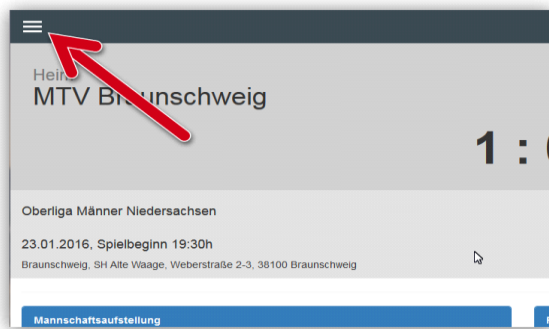 Heim
MTV Braunschweig
1 :
Oberliga Männer Niedersachsen
23.01.2016, Spielbeginn 19:30h
Braunschweig, SH Alte Waage, Weberstraße 2-3, 38100 Braunschweig
Mannschaftsaufstellung